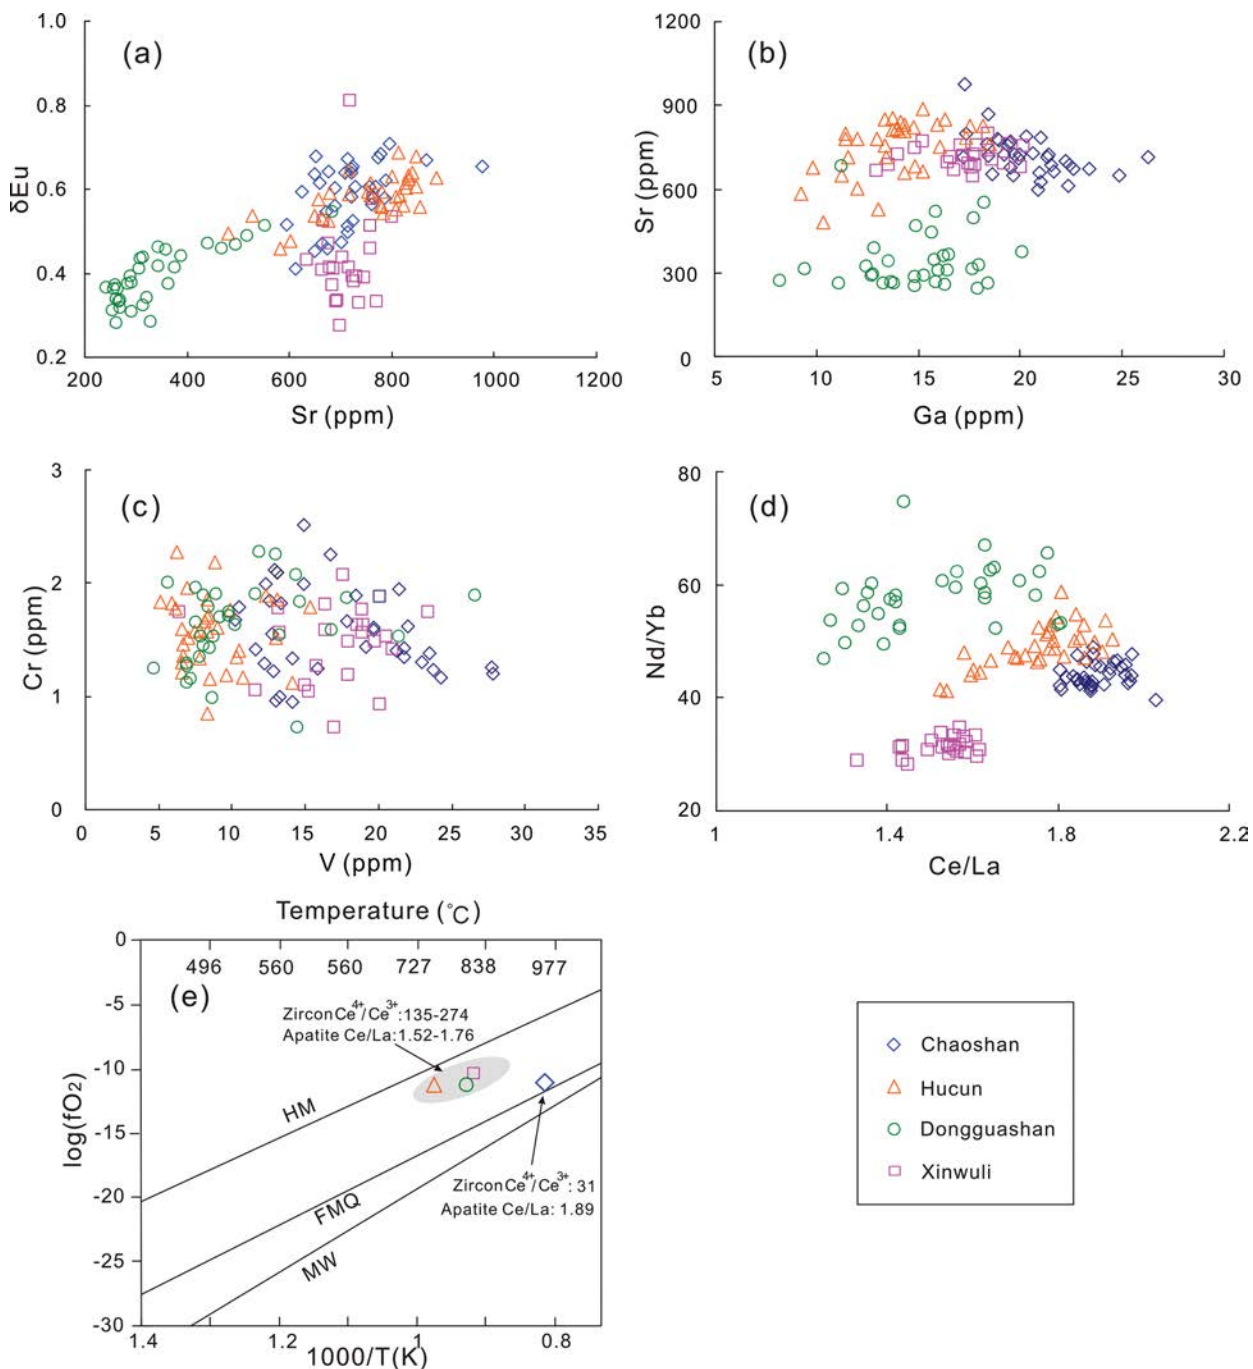 (a)
1.0
0.8
0.6
0.4
0.2
δEu
200 400 600 800 1000 1200
Sr (ppm)
(b)
1200
900
600
300
0
Sr (ppm)
5 10 15 20 25 30
Ga (ppm)
(c)
3
2
1
0
Cr (ppm)
0 5 10 15 20 25 30 35
V (ppm)
(d)
80
60
40
20
Nd/Yb
1 1.4 1.8 2.2
Ce/La
Temperature (°C)
496 560 560 727 838 977
(e)
0
-5
-10
-15
-20
-25
-30
log(fO2)
Zircon Ce4+/Ce3+:135-274
Apatite Ce/La:1.52-1.76
HM
FMQ
MW
Zircon Ce4+/Ce3+: 31
Apatite Ce/La: 1.89
1.4 1.2 1 0.8
1000/T(K)
Chaoshan
Hucun
Dongguashan
Xinwuli